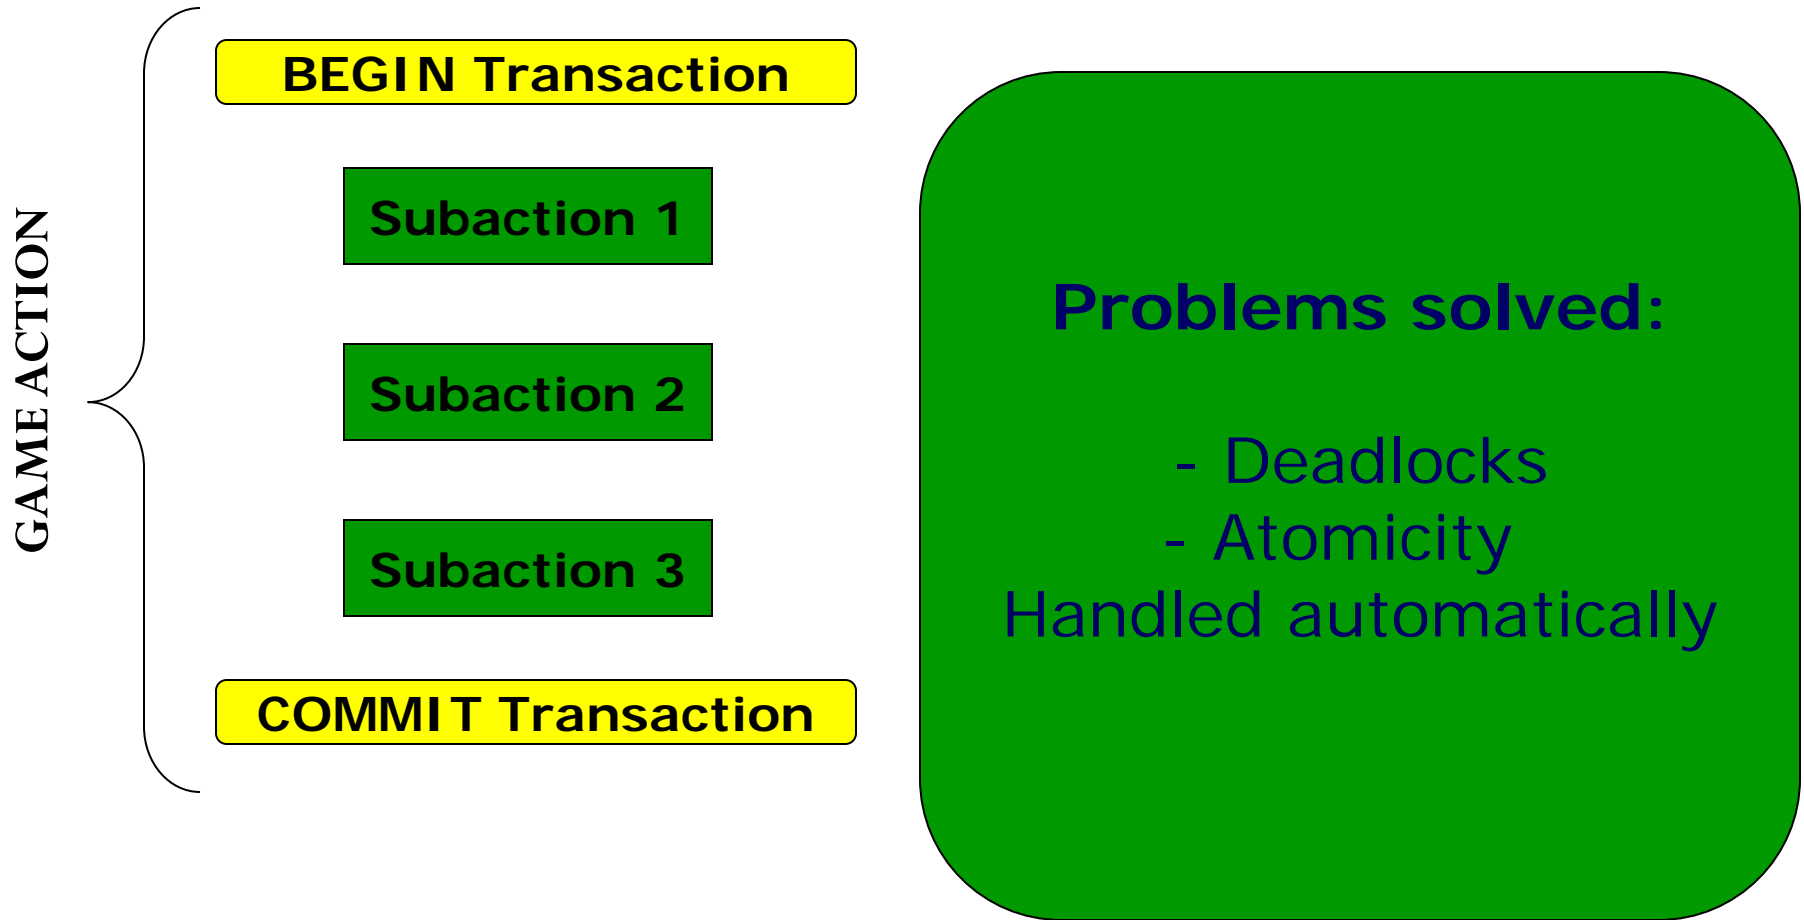 GAME ACTION
BEGIN Transaction
Subaction 1
Subaction 2
Subaction 3
COMMIT Transaction
Problems solved:
- Deadlocks
- Atomicity
Handled automatically